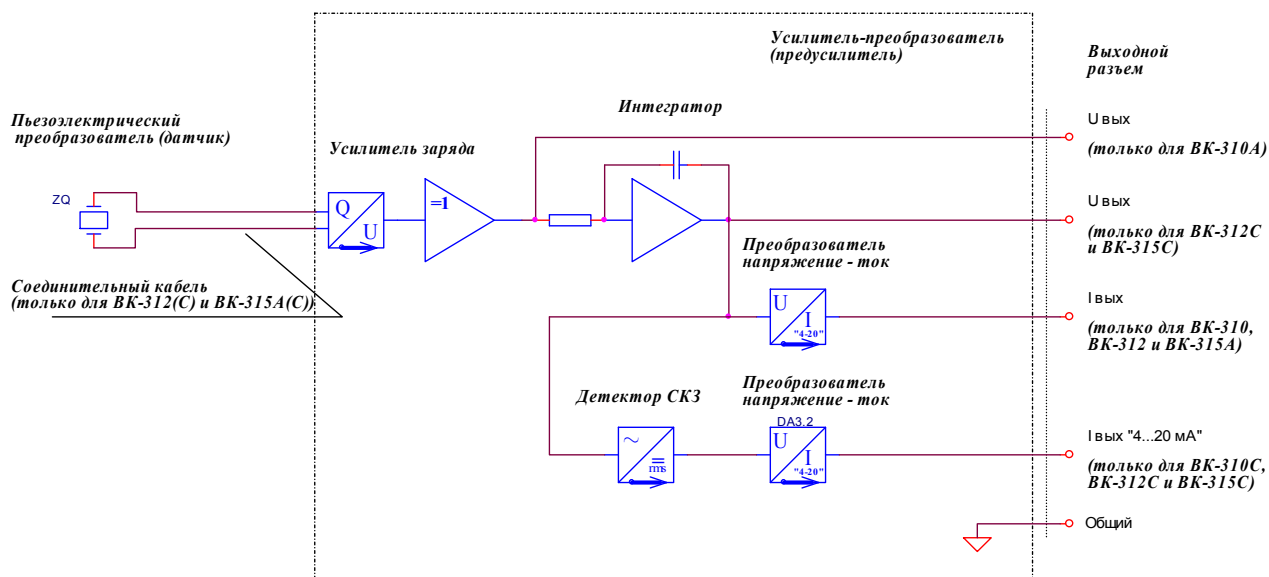 Усилитель-преобразователь
(предусилитель)
Выходной
разъем
Пьезоэлектрический
преобразователь (датчик)
Усилитель заряда
Интегратор
U вых
(только для ВК-310А)
ZQ
Q
U
=1
U вых
(только для ВК-312С
и ВК-315С)
Преобразователь
напряжение - ток
Соединительный кабель
(только для ВК-312(С) и ВК-315А(С))
U
I
"4-20"
I вых
(только для ВК-310,
ВК-312 и ВК-315А)
Детектор СКЗ
Преобразователь
напряжение - ток
DA3.2
~
rms
U
I
"4-20"
I вых "4...20 мА"
(только для ВК-310С,
ВК-312С и ВК-315С)
Общий